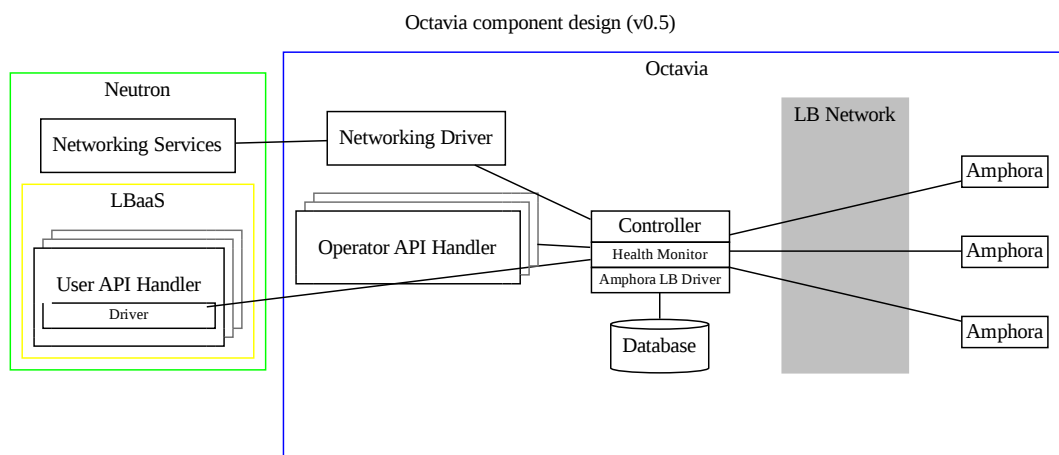 Octavia component design (v0.5)
Neutron
Networking Services
LBaaS
User API Handler
Driver
Octavia
Networking Driver
Operator API Handler
Controller
Health Monitor
Amphora LB Driver
Database
LB Network
Amphora
Amphora
Amphora